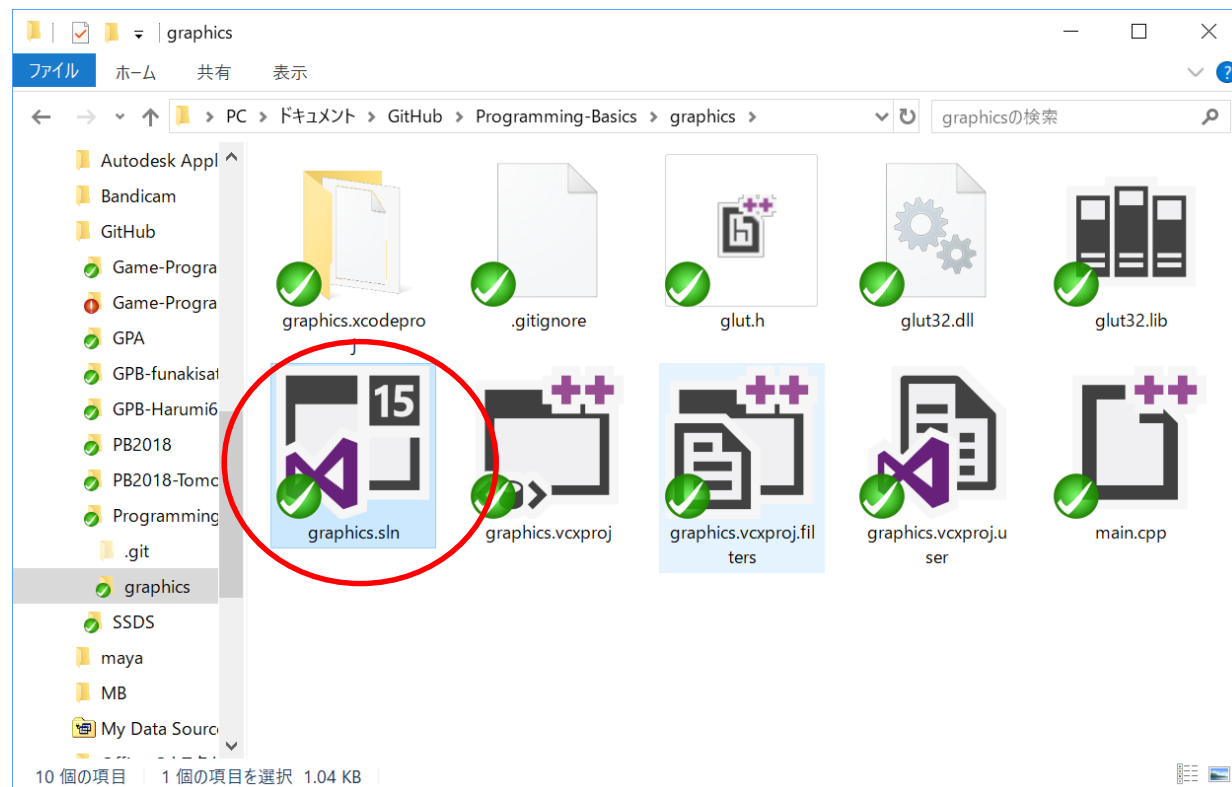 graphics
ファイル ホーム 共有 表示
PC ドキュメント GitHub Programming-Basics graphics graphicsの検索
Autodesk Appl
Bandicam
GitHub
Game-Progra
Game-Progra
GPA
GPB-funakisat
GPB-Harumi6
PB2018
PB2018-Tomo
Programming
.git
graphics
SSDS
maya
MB
My Data Sourc
graphics.xcodepro
j
.gitignore
h
glut.h
glut32.dll
glut32.lib
15
graphics.sln
graphics.vcxproj
graphics.vcxproj.fil
ters
graphics.vcxproj.u
ser
main.cpp
10 個の項目 1 個の項目を選択 1.04 KB